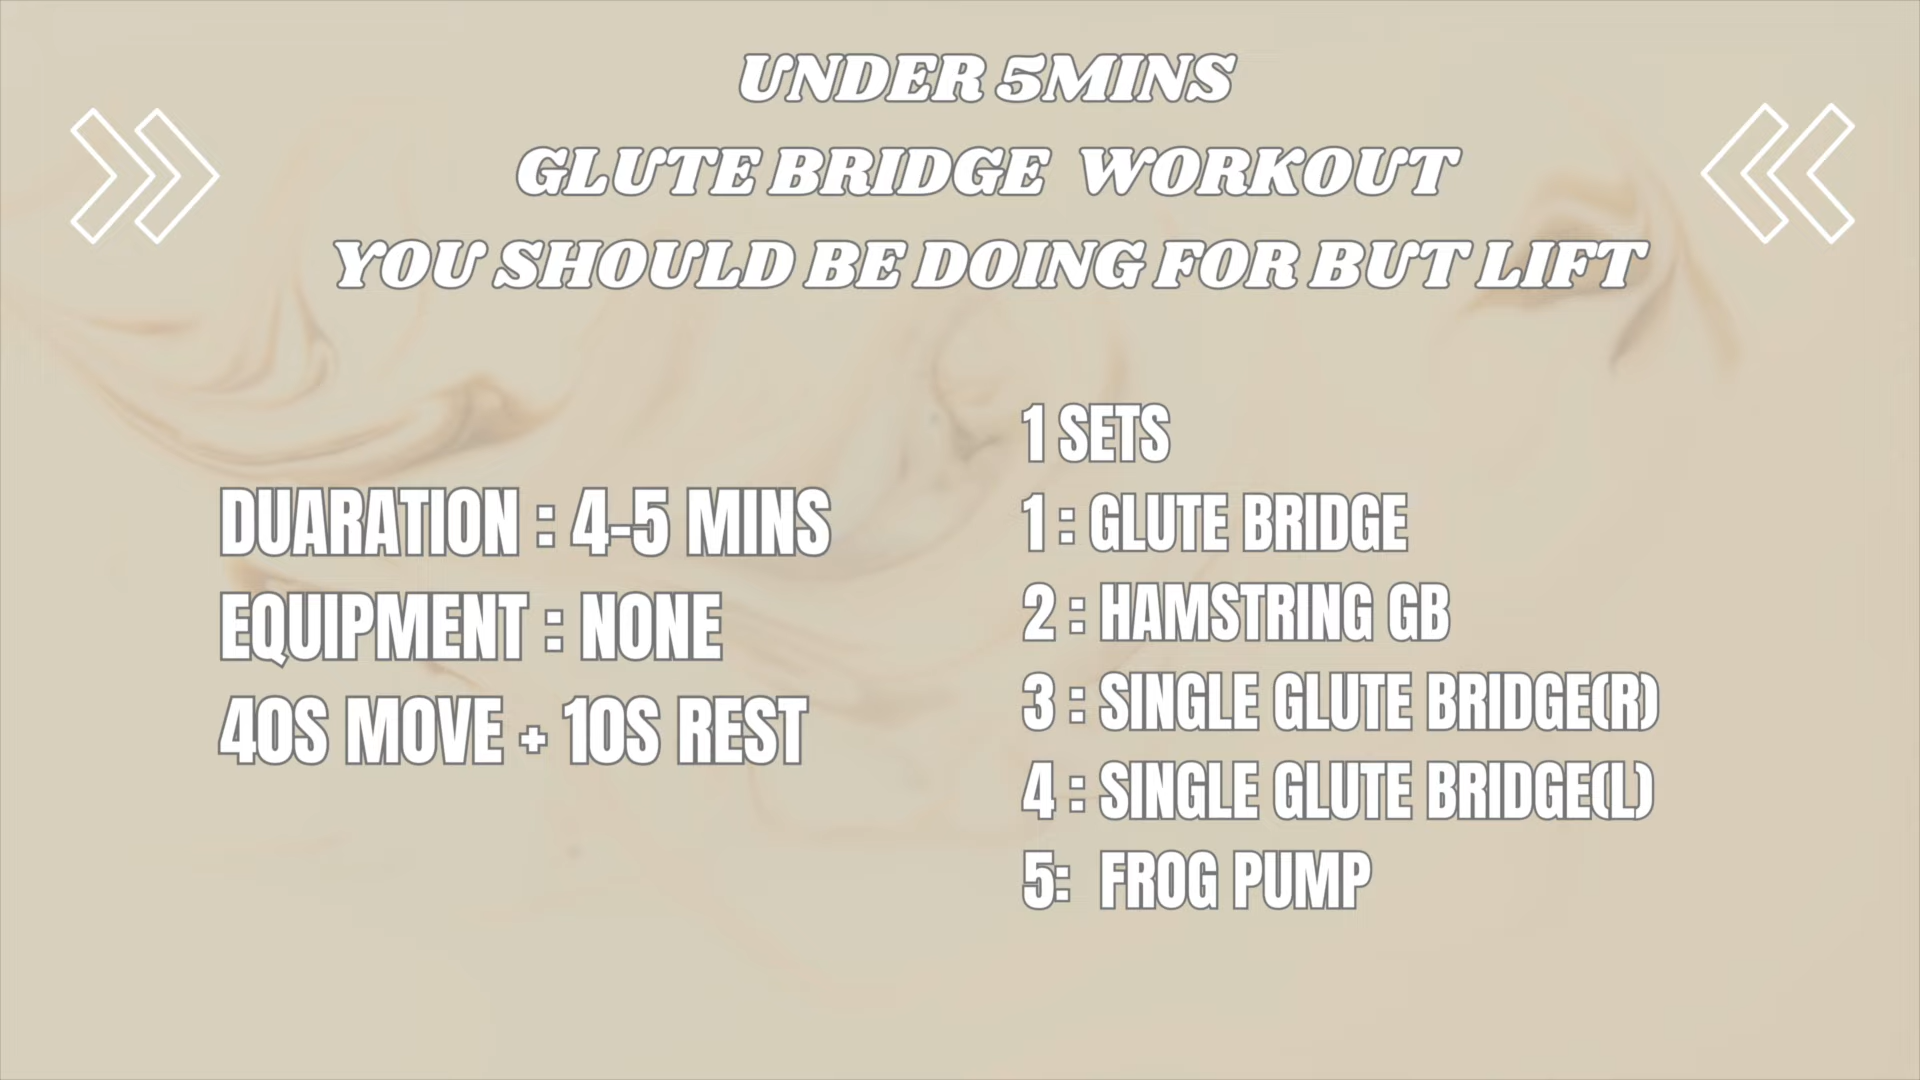 UNDER 5MINS
GLUTE BRIDGE WORKOUT
YOU SHOULD BE DOING FOR BUT LIFT
DUARATION : 4-5 MINS
EQUIPMENT : NONE
40S MOVE + 10S REST
1 SETS
1 : GLUTE BRIDGE
2 : HAMSTRING GB
3 : SINGLE GLUTE BRIDGE(R)
4 : SINGLE GLUTE BRIDGE(L)
5: FROG PUMP